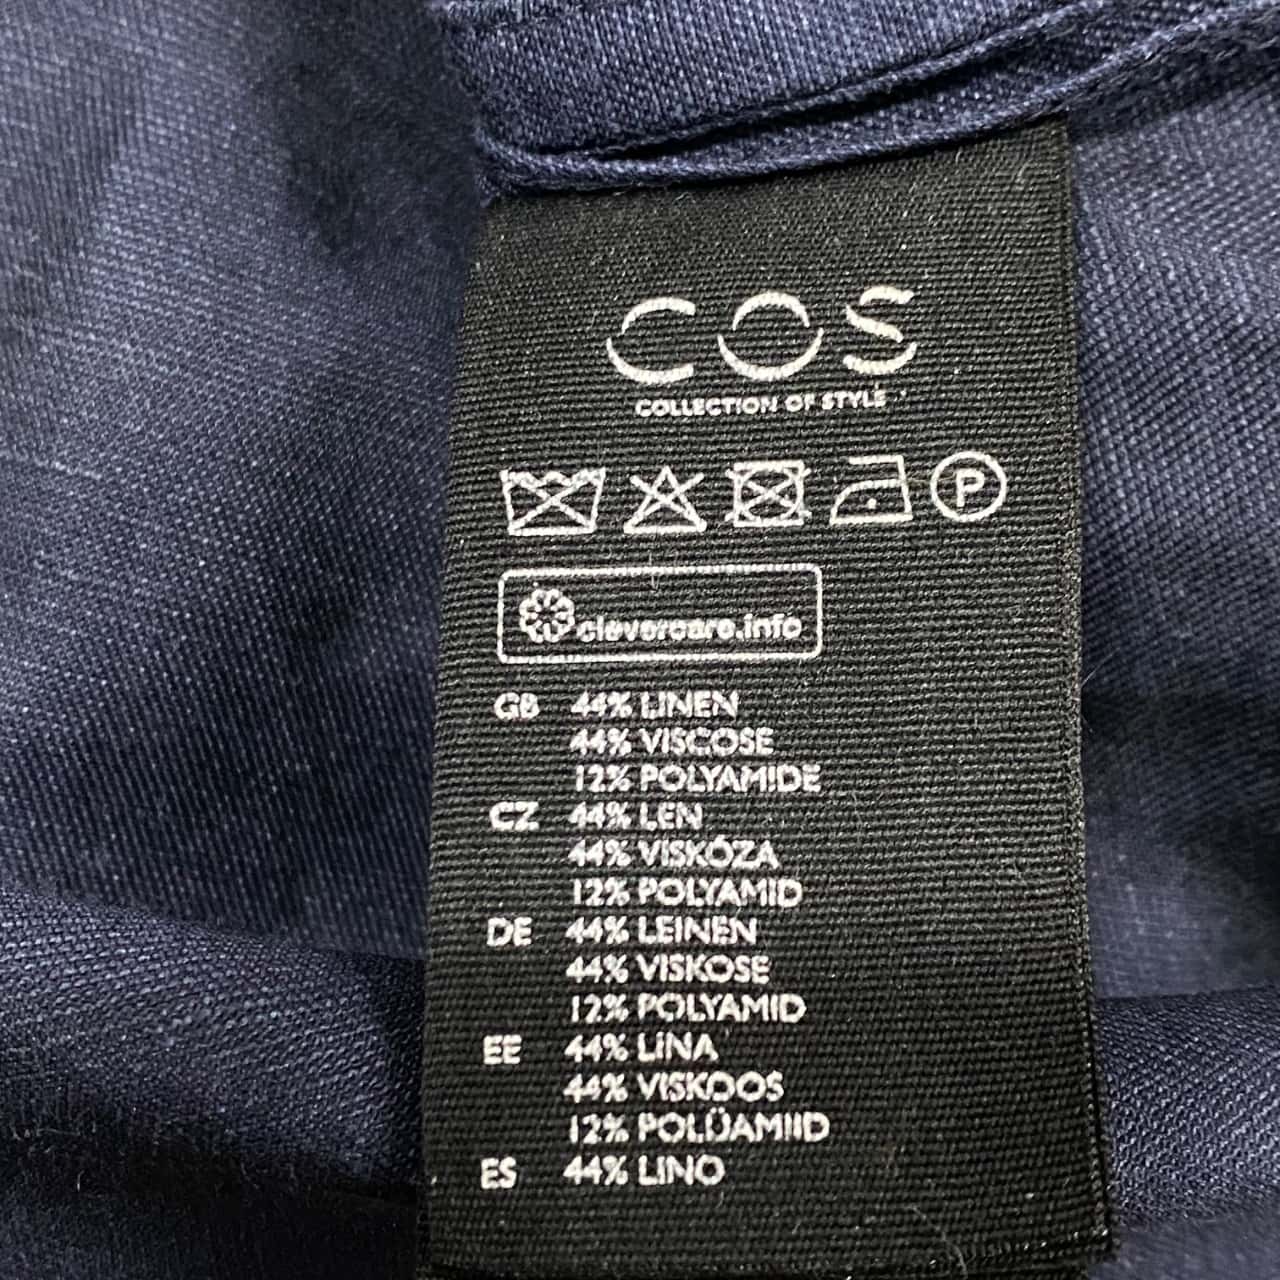 COS
COLLECTION OF STYLE
P
clevercare.info
GB 44% LINEN
44% VISCOSE
12% POLYAMIDE
CZ 44% LEN
44% VISKÓZA
12% POLYAMID
DE 44% LEINEN
44% VISKOSE
12% POLYAMID
EE 44% LINA
44% VISKOOS
12% POLÜAMIID
ES 44% LINO